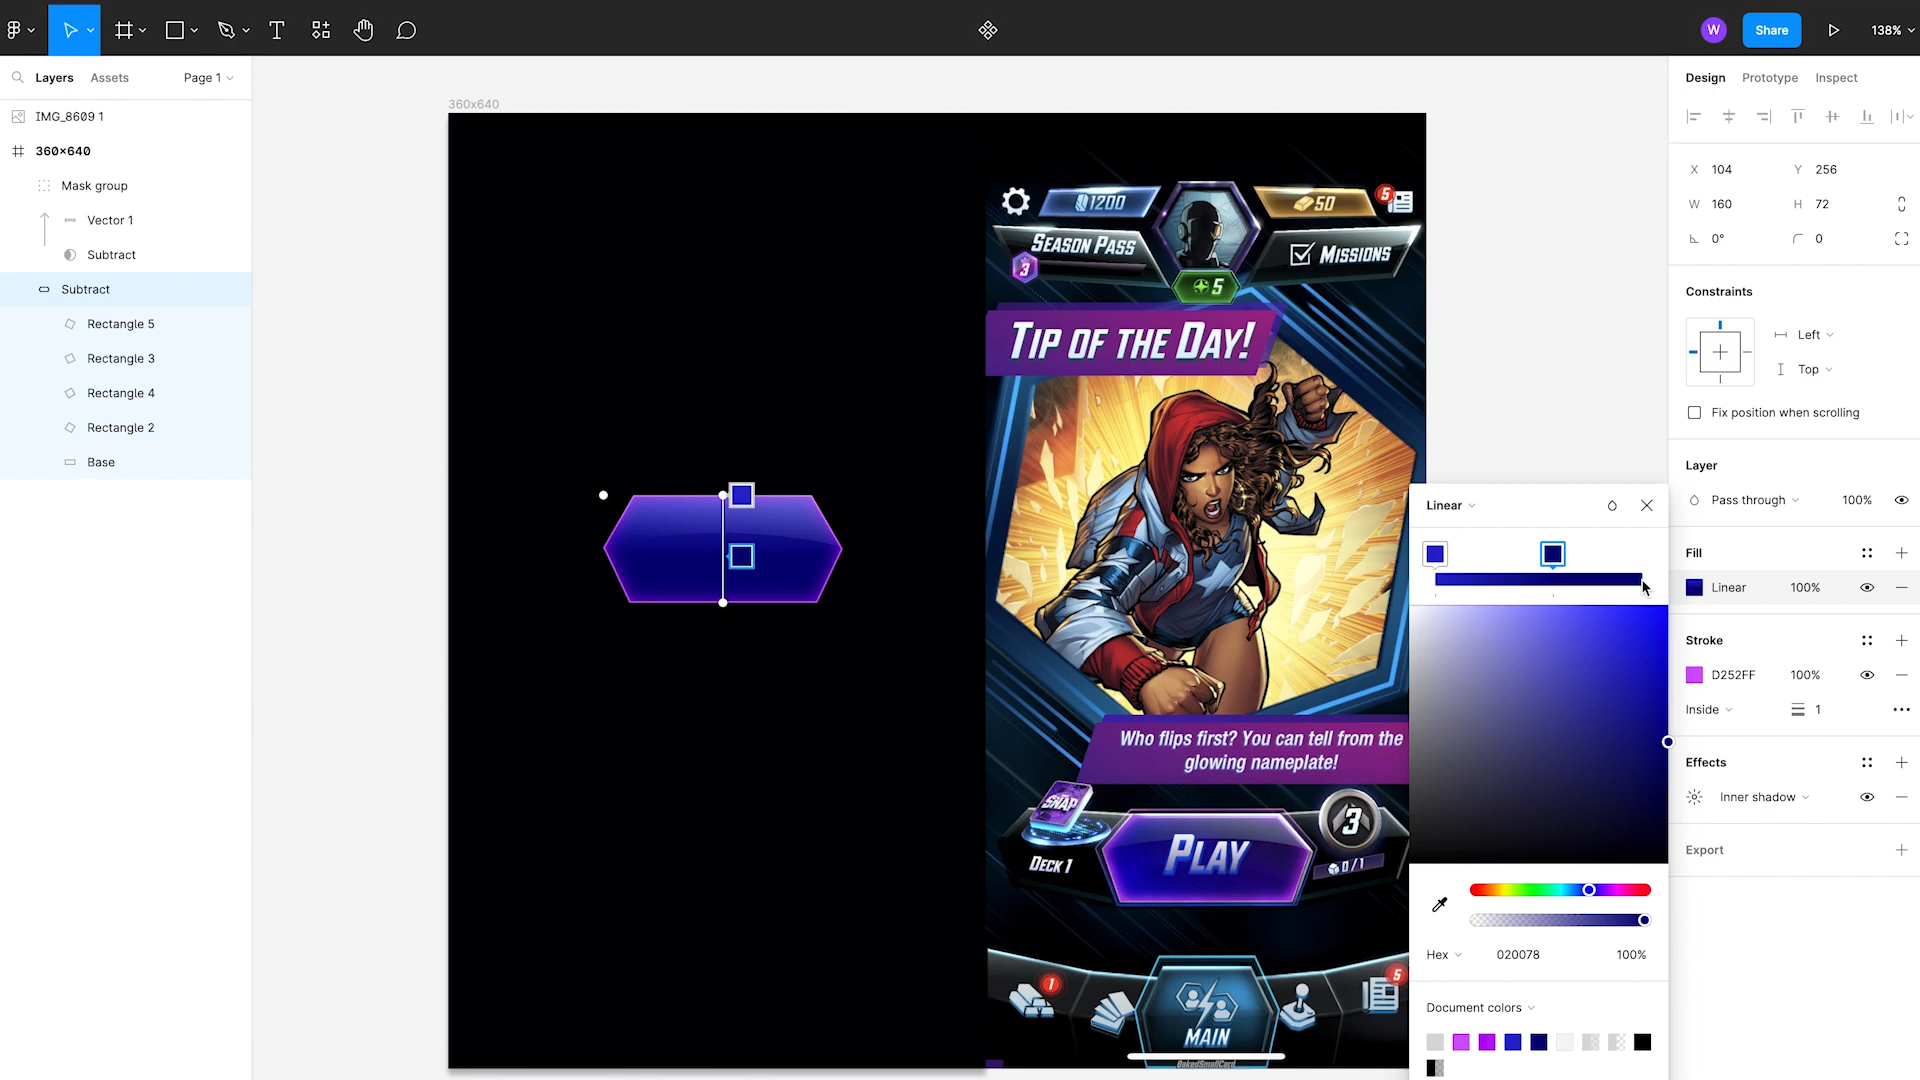 W
Share
138%
Layers
Assets
Page 1
Design
Prototype
Inspect
IMG_8609 1
360×640
Mask group
Vector 1
Subtract
Subtract
Rectangle 5
Rectangle 3
Rectangle 4
Rectangle 2
Base
360x640
1200
50
5
SEASON PASS
MISSIONS
3
5
TIP OF THE DAY!
Who flips first? You can tell from the
glowing nameplate!
SNAP
PLAY
3
DECK 1
0/1
1
5
MAIN
BakedSmallCard
Linear
Hex
020078
100%
Document colors
X
104
Y
256
W
160
H
72
0°
0
Constraints
Left
Top
Fix position when scrolling
Layer
Pass through
100%
Fill
Linear
100%
Stroke
D252FF
100%
Inside
1
Effects
Inner shadow
Export